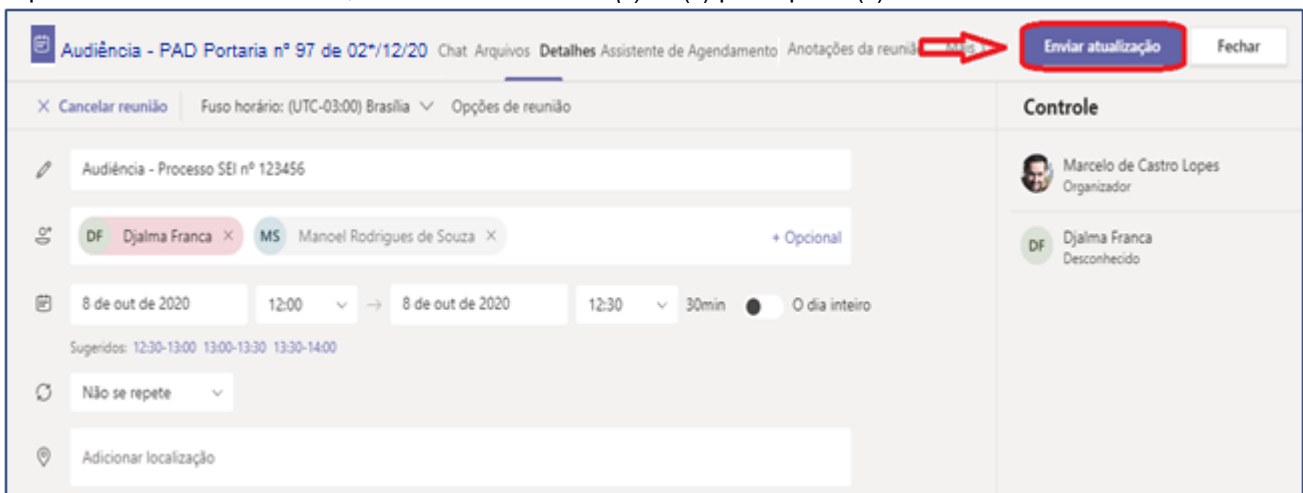 Audiência - PAD Portaria nº 97 de 02*/12/20 Chat Arquivos Detalhes Assistente de Agendamento Anotações da reunião Mais Enviar atualização Fechar
Cancelar reunião Fuso horário: (UTC-03:00) Brasília Opções de reunião Controle
Audiência - Processo SEI nº 123456
Marcelo de Castro Lopes
Organizador
DF Djalma Franca × MS Manoel Rodrigues de Souza × + Opcional
DF Djalma Franca
Desconhecido
8 de out de 2020 12:00 → 8 de out de 2020 12:30 30min O dia inteiro
Sugeridos: 12:30-13:00 13:00-13:30 13:30-14:00
Não se repete
Adicionar localização